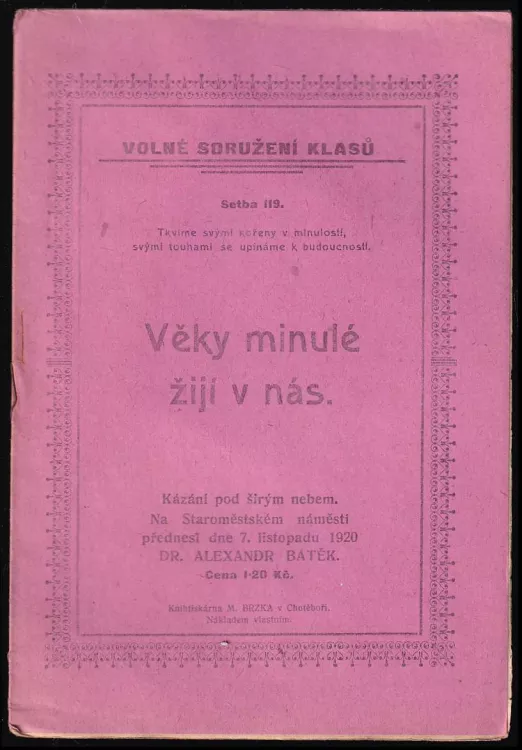 VOLNÉ SDRUŽENÍ KLASŮ
Setba 119.
Tkvíme svými kořeny v minulosti,
svými touhami se upínáme k budoucnosti.
Věky minulé
žijí v nás.
Kázání pod širým nebem.
Na Staroměstském náměstí
přednesl dne 7. listopadu 1920
DR. ALEXANDR BATĚK.
Cena 1·20 Kč.
Knihtiskárna M. BRZKA v Chotěboři.
Nákladem vlastním.